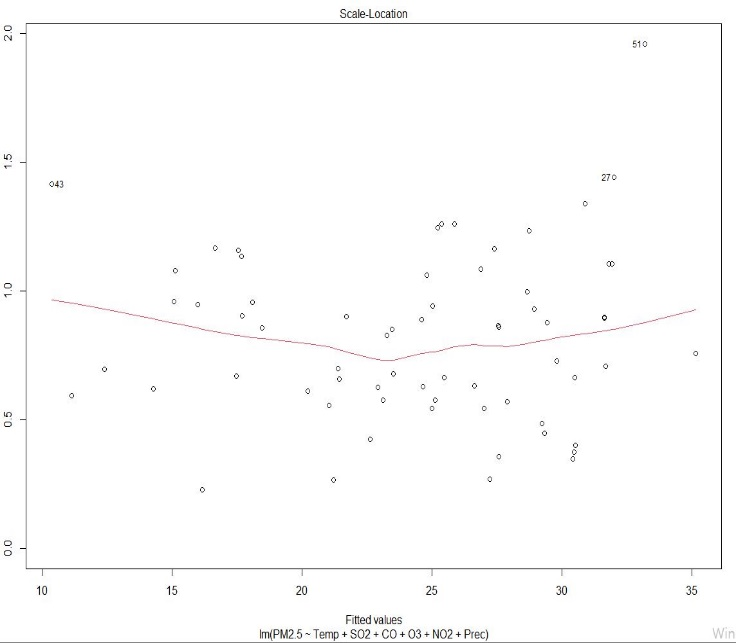 Scale-Location
2.0
1.5
1.0
0.5
0.0
51
27
43
10 15 20 25 30 35
Fitted values
lm(PM2.5 ~ Temp + SO2 + CO + O3 + NO2 + Prec)
Win